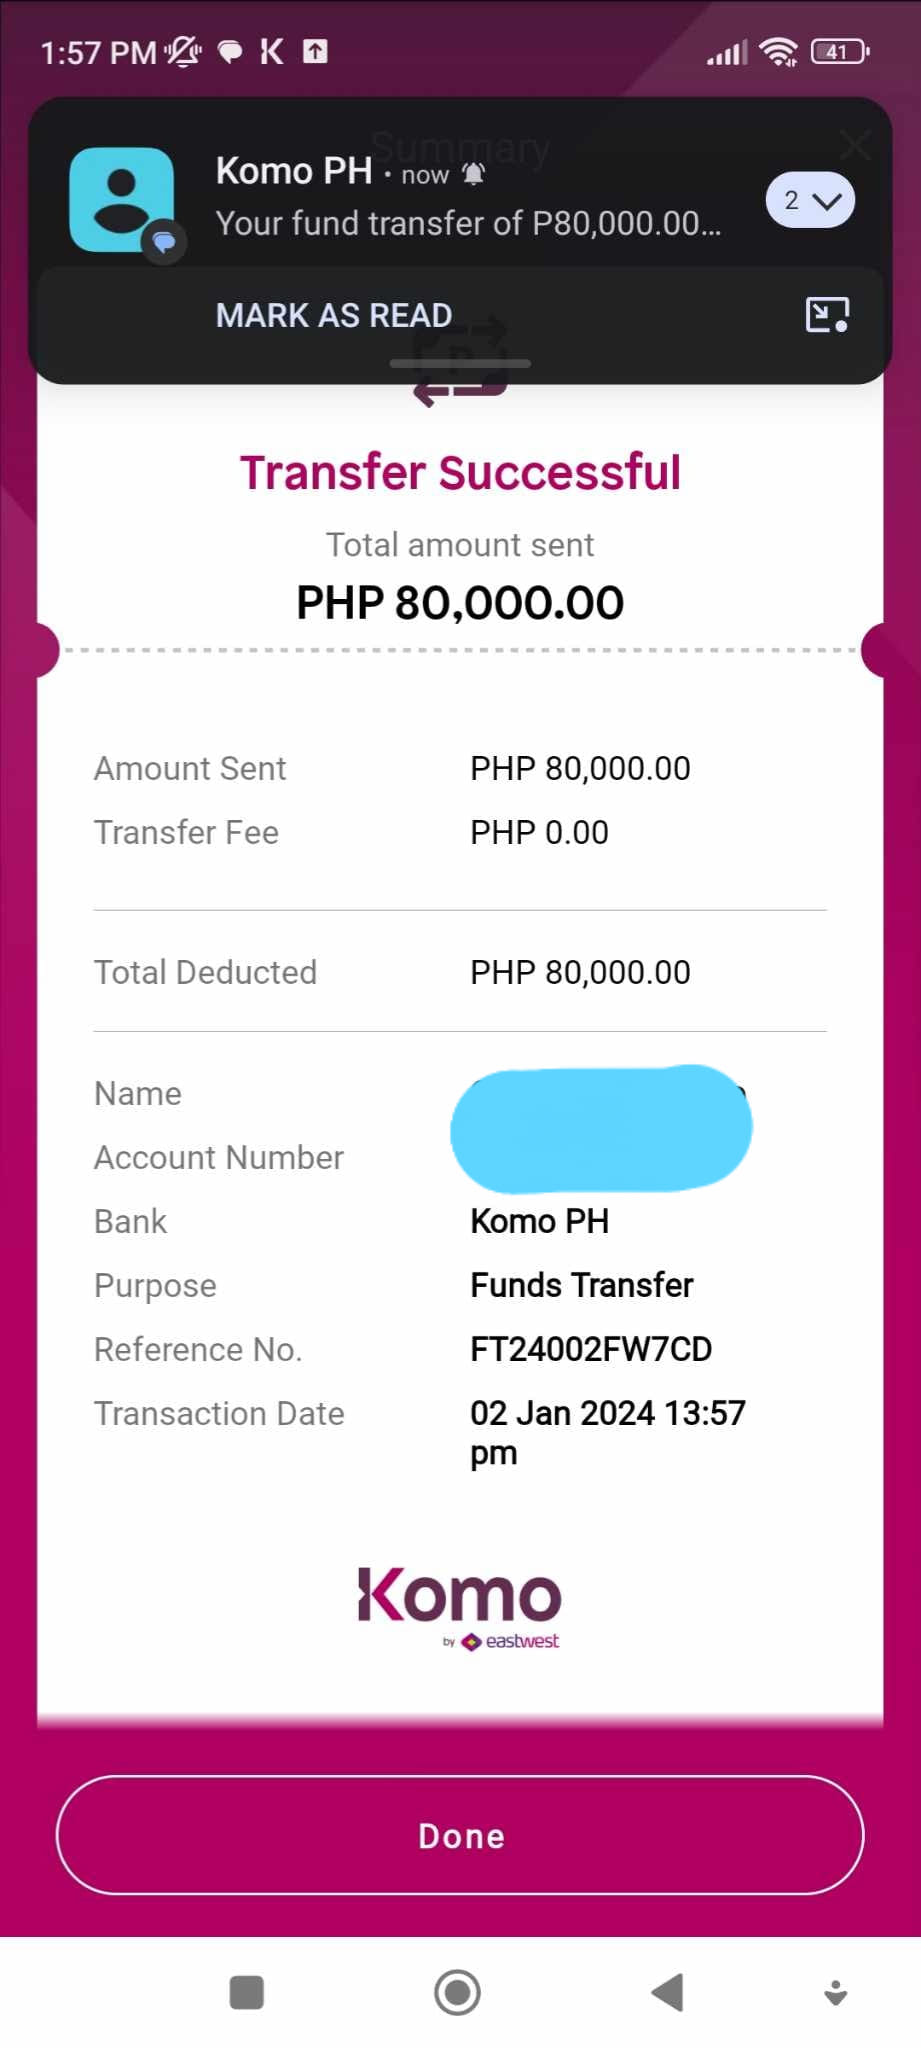 1:57 PM K
41
Summary
Komo PH • now
Your fund transfer of P80,000.00...
2
MARK AS READ
Transfer Successful
Total amount sent
PHP 80,000.00
Amount Sent PHP 80,000.00
Transfer Fee PHP 0.00
Total Deducted PHP 80,000.00
Name
Account Number
Bank Komo PH
Purpose Funds Transfer
Reference No. FT24002FW7CD
Transaction Date 02 Jan 2024 13:57
pm
Komo
by eastwest
Done